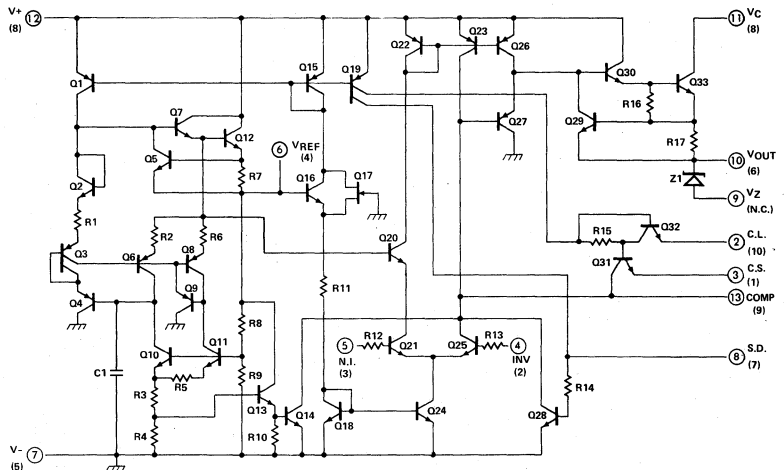 V+ 12 (8)
Q22
Q23
Q26
11 VC (8)
Q1
Q15
Q19
Q30
Q33
Q7
Q12
R16
Q5
6 VREF (4)
Q27
Q29
R17
R7
Q2
Q16
Q17
10 VOUT (6)
Z1
9 VZ (N.C.)
R1
R2
R6
Q20
Q32
Q3
Q6
Q8
R15
2 C.L. (10)
R11
Q31
3 C.S. (1)
Q4
Q9
13 COMP (9)
R8
R12
Q25
R13
Q10
Q11
5 N.I. (3)
Q21
4 INV (2)
8 S.D. (7)
C1
R5
R9
R14
R3
Q13
Q14
Q18
Q24
Q28
R4
R10
V- 7 (5)